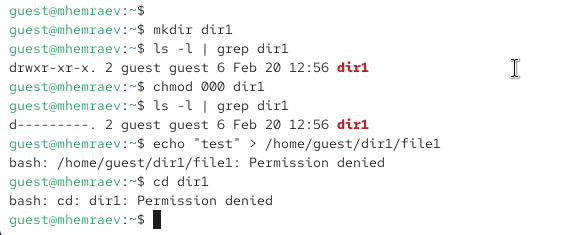 guest@mhemraev:~$
guest@mhemraev:~$ mkdir dir1
guest@mhemraev:~$ ls -l | grep dir1
drwxr-xr-x. 2 guest guest 6 Feb 20 12:56 dir1
guest@mhemraev:~$ chmod 000 dir1
guest@mhemraev:~$ ls -l | grep dir1
d---------. 2 guest guest 6 Feb 20 12:56 dir1
guest@mhemraev:~$ echo "test" > /home/guest/dir1/file1
bash: /home/guest/dir1/file1: Permission denied
guest@mhemraev:~$ cd dir1
bash: cd: dir1: Permission denied
guest@mhemraev:~$